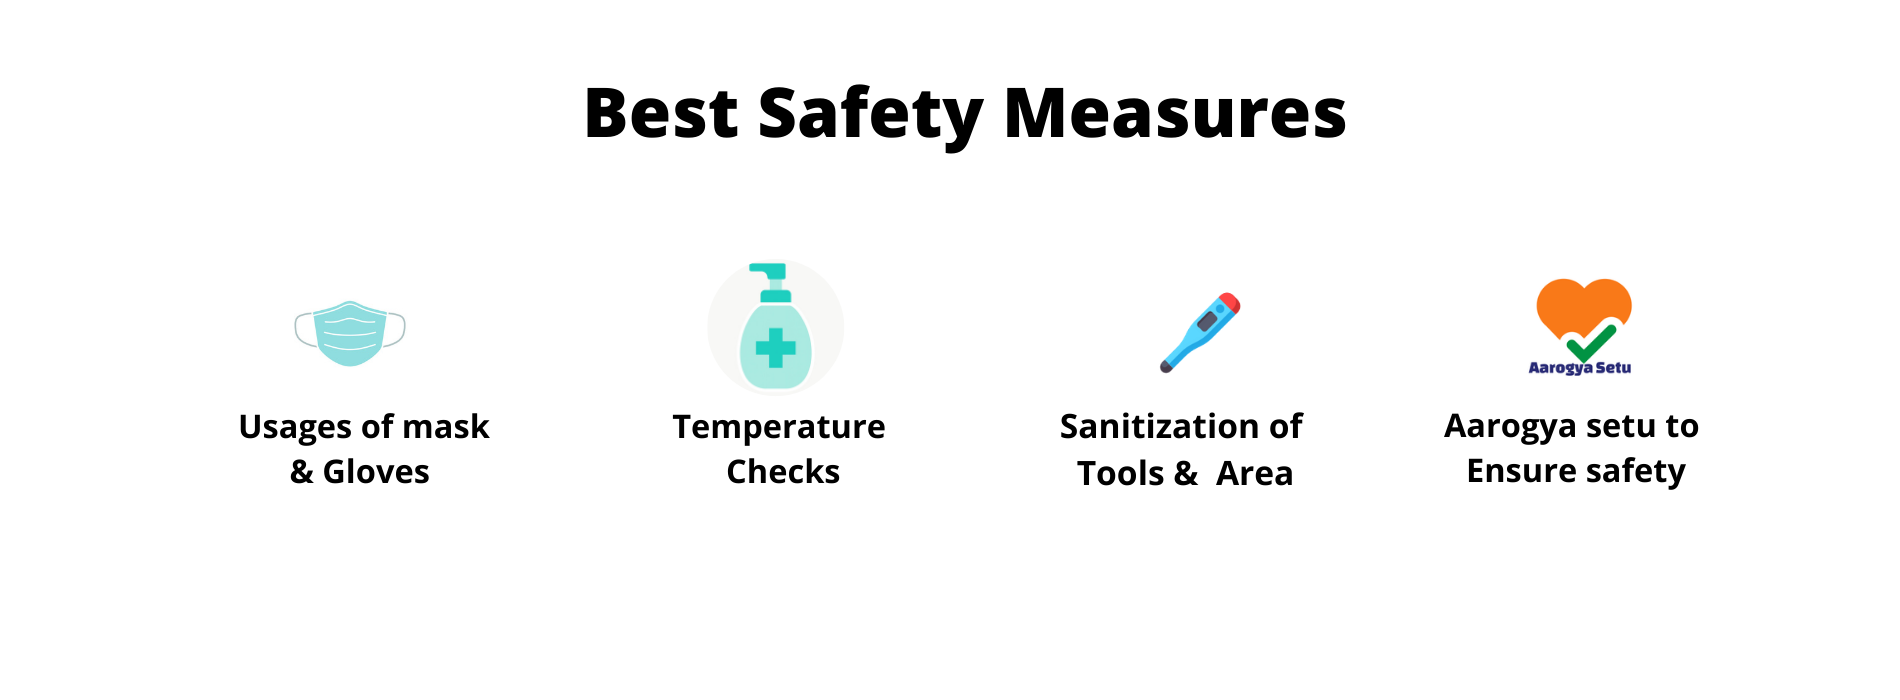 Best Safety Measures
Aarogya Setu
Usages of mask
& Gloves
Temperature
Checks
Sanitization of
Tools & Area
Aarogya setu to
Ensure safety